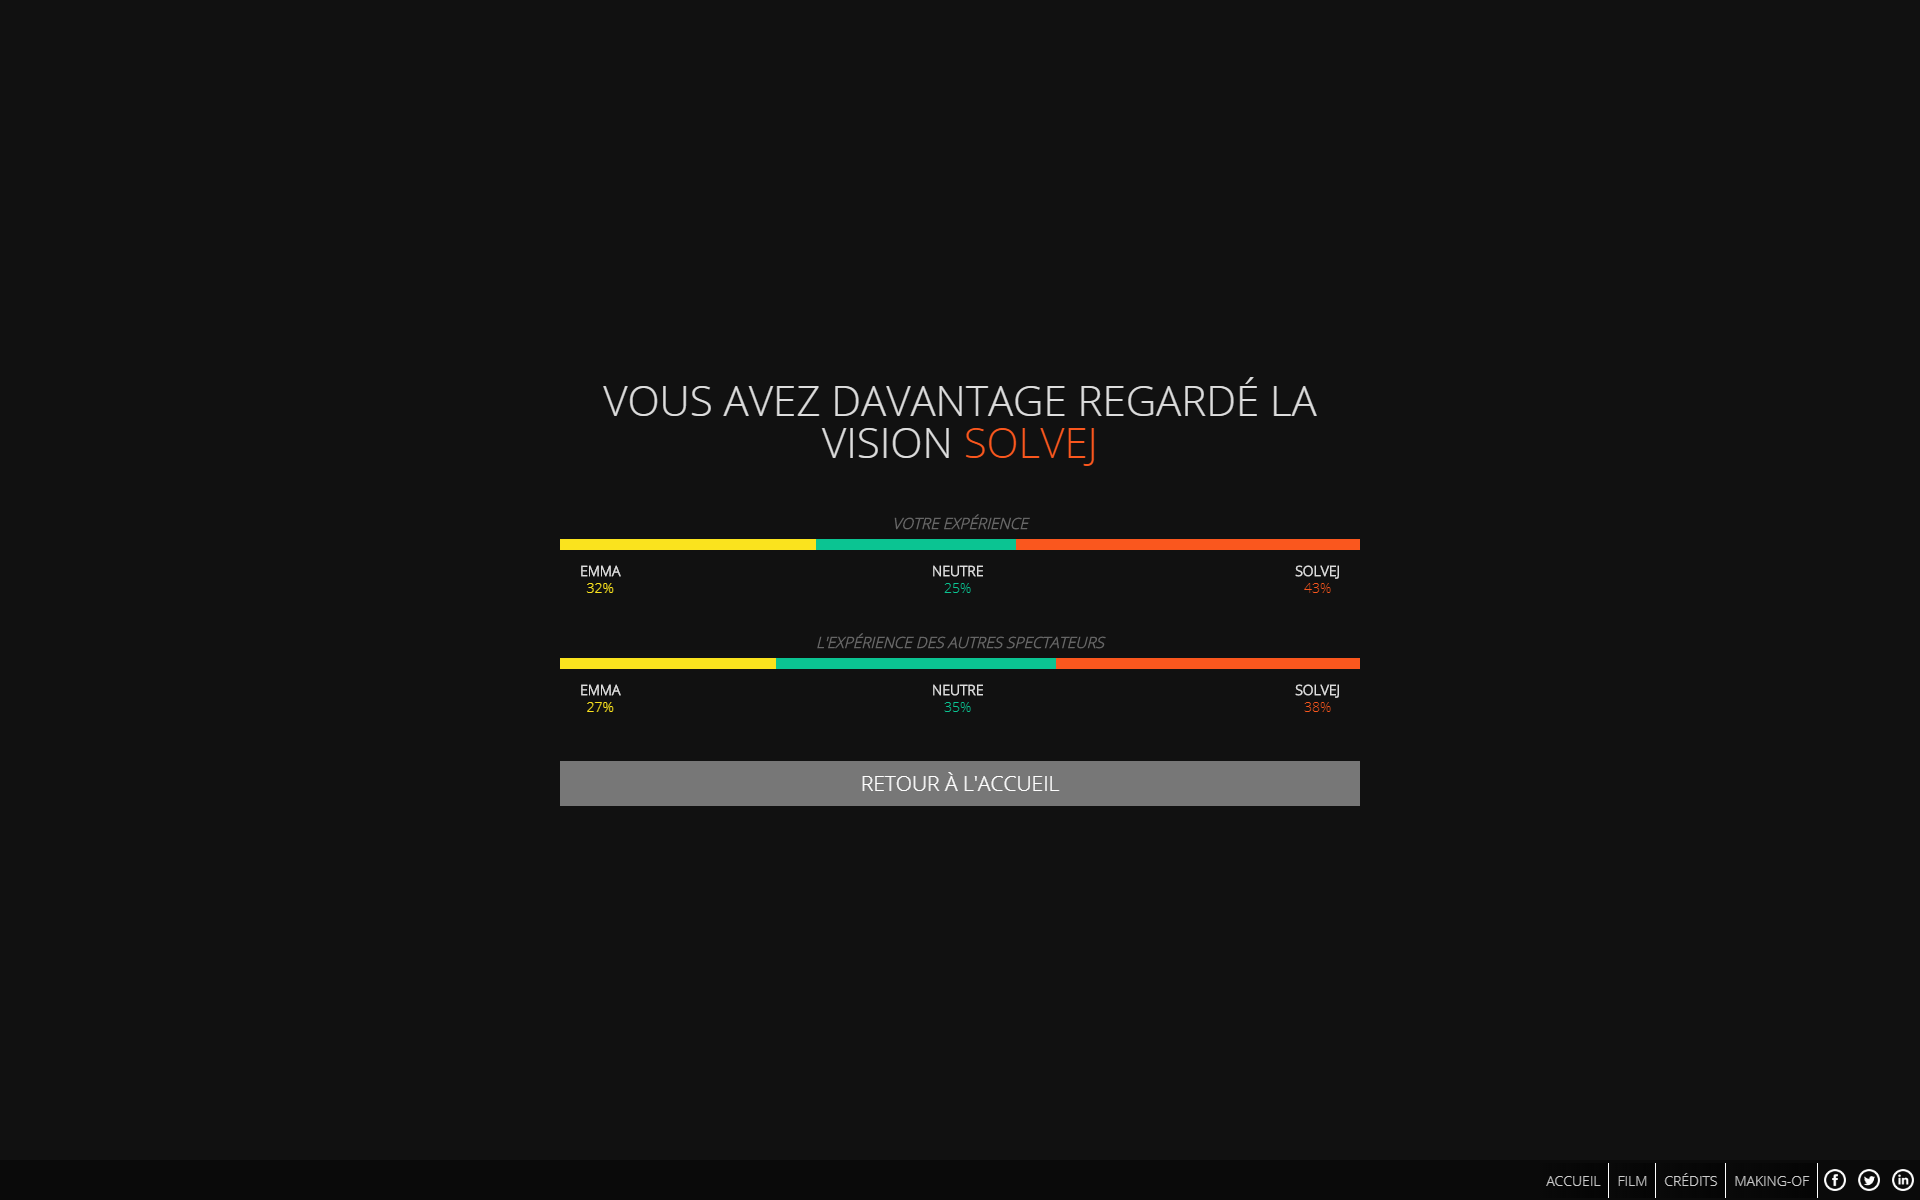 VOUS AVEZ DAVANTAGE REGARDÉ LA
VISION SOLVEJ
VOTRE EXPÉRIENCE
EMMA NEUTRE SOLVEJ
32% 25% 43%
L'EXPÉRIENCE DES AUTRES SPECTATEURS
EMMA NEUTRE SOLVEJ
27% 35% 38%
RETOUR À L'ACCUEIL
ACCUEIL FILM CRÉDITS MAKING-OF